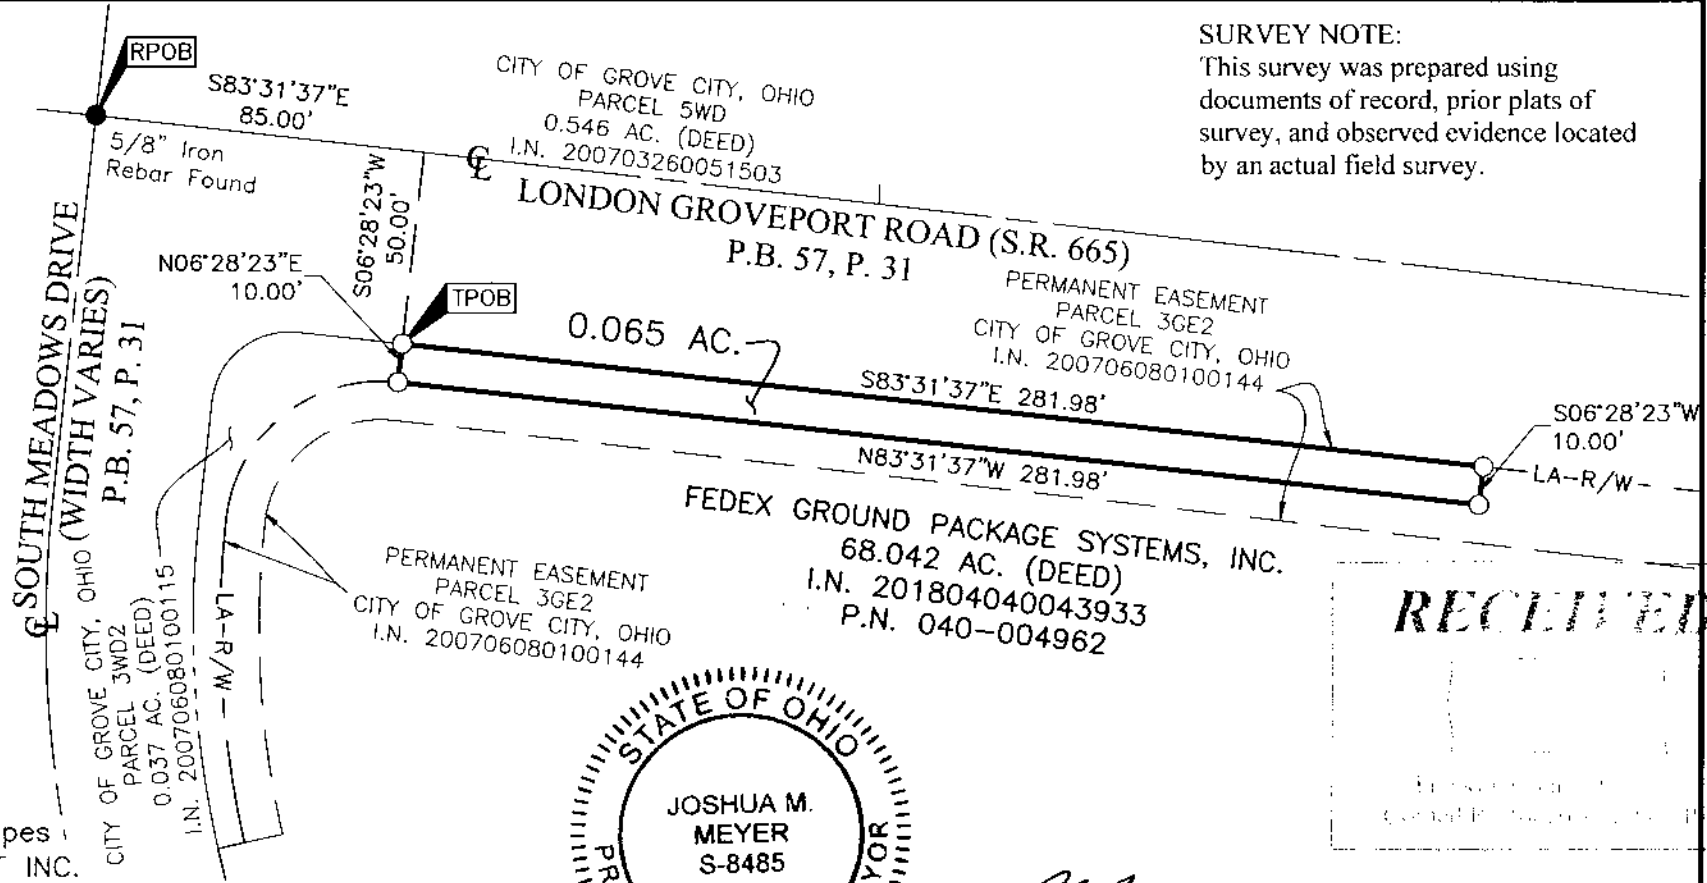 RPOB
S83°31'37"E
85.00'
5/8" Iron
Rebar Found
CITY OF GROVE CITY, OHIO
PARCEL 5WD
0.546 AC. (DEED)
I.N. 200703260051503
SURVEY NOTE:
This survey was prepared using
documents of record, prior plats of
survey, and observed evidence located
by an actual field survey.
S06°28'23"W
50.00'
LONDON GROVEPORT ROAD (S.R. 665)
P.B. 57, P. 31
N06°28'23"E
10.00'
TPOB
0.065 AC.
PERMANENT EASEMENT
PARCEL 3GE2
CITY OF GROVE CITY, OHIO
I.N. 200706080100144
S83°31'37"E 281.98'
N83°31'37"W 281.98'
S06°28'23"W
10.00'
LA-R/W
SOUTH MEADOWS DRIVE
(WIDTH VARIES)
P.B. 57, P. 31
FEDEX GROUND PACKAGE SYSTEMS, INC.
68.042 AC. (DEED)
I.N. 201804040043933
P.N. 040-004962
CITY OF GROVE CITY, OHIO
PARCEL 3WD2
0.037 AC. (DEED)
I.N. 200706080100115
LA-R/W
PERMANENT EASEMENT
PARCEL 3GE2
CITY OF GROVE CITY, OHIO
I.N. 200706080100144
RECEIVED
STATE OF OHIO
JOSHUA M.
MEYER
S-8485
PR
YOR
pes
INC.